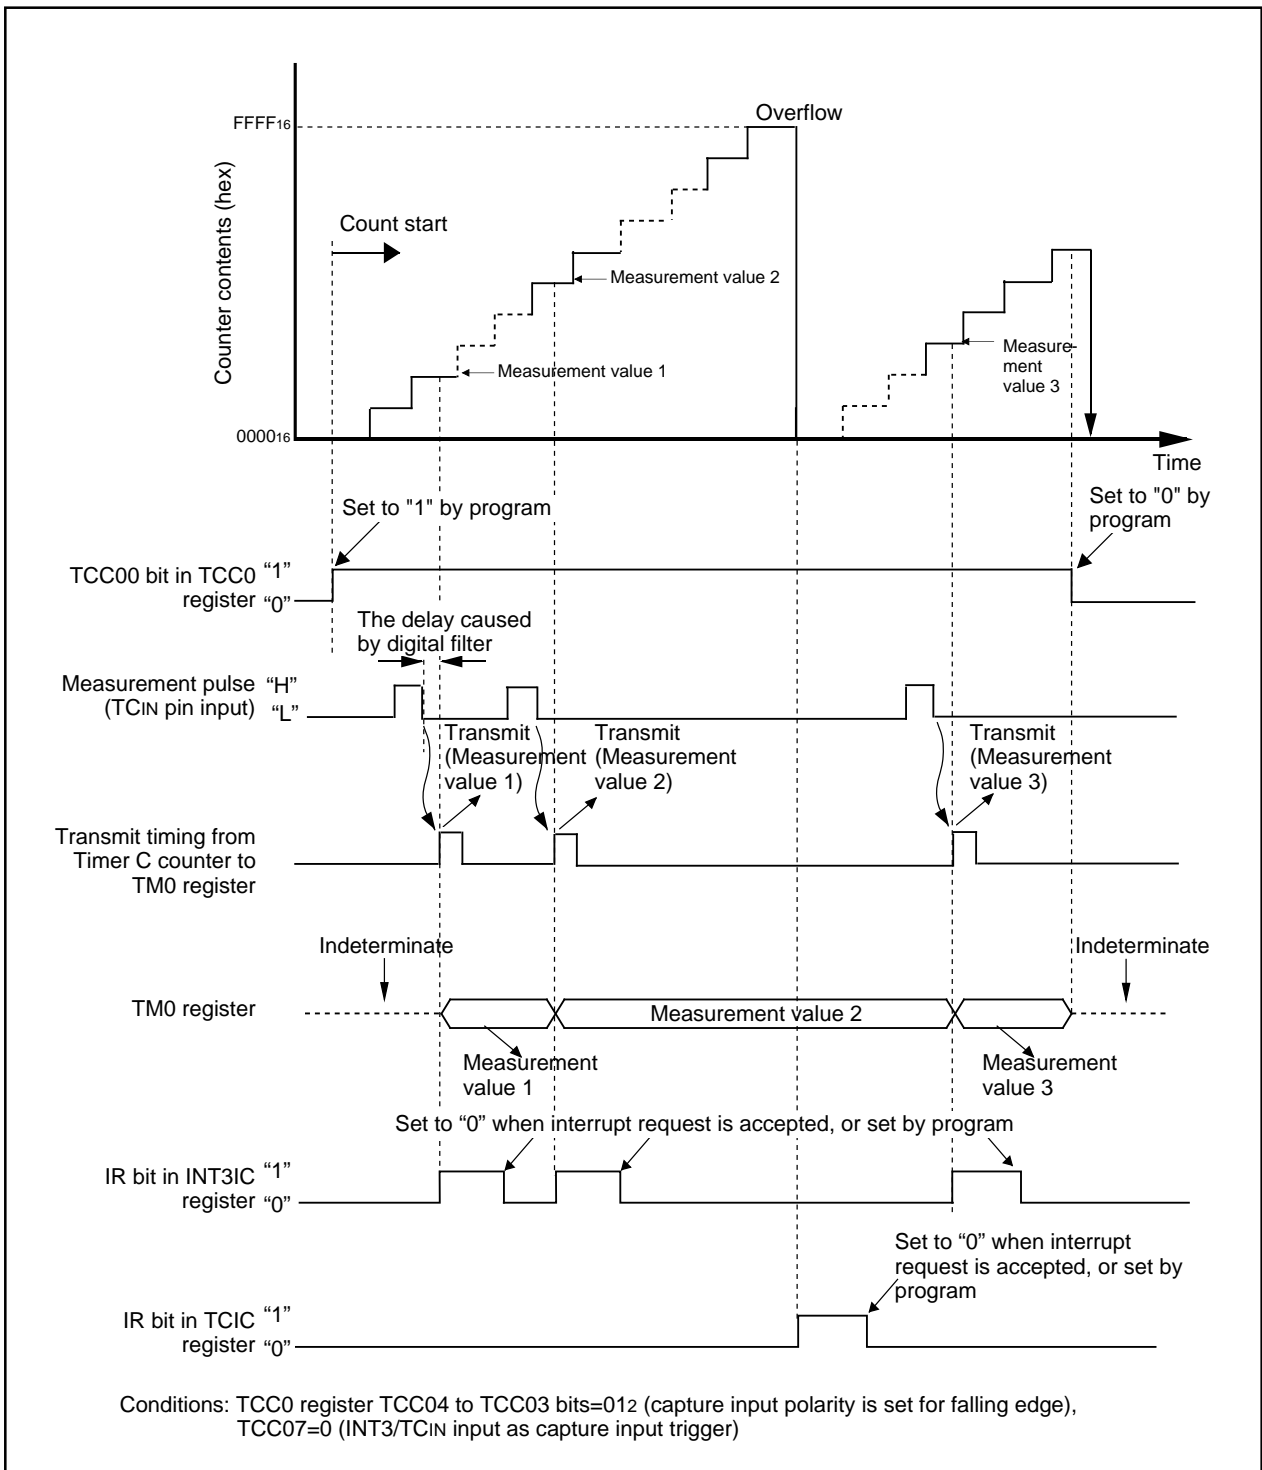 Overflow
FFFF16
Counter contents (hex)
Count start
Measurement value 2
Measurement value 1
Measure-
ment
value 3
000016
Time
Set to "1" by program
Set to "0" by
program
TCC00 bit in TCC0
register
“1”
“0”
The delay caused
by digital filter
Measurement pulse
(TCIN pin input)
“H”
“L”
Transmit
(Measurement
value 1)
Transmit
(Measurement
value 2)
Transmit
(Measurement
value 3)
Transmit timing from
Timer C counter to
TM0 register
Indeterminate
Indeterminate
TM0 register
Measurement value 2
Measurement
value 1
Measurement
value 3
Set to “0” when interrupt request is accepted, or set by program
IR bit in INT3IC
register
“1”
“0”
Set to “0” when interrupt
request is accepted, or set by
program
IR bit in TCIC
register
“1”
“0”
Conditions: TCC0 register TCC04 to TCC03 bits=012 (capture input polarity is set for falling edge),
TCC07=0 (INT3/TCIN input as capture input trigger)